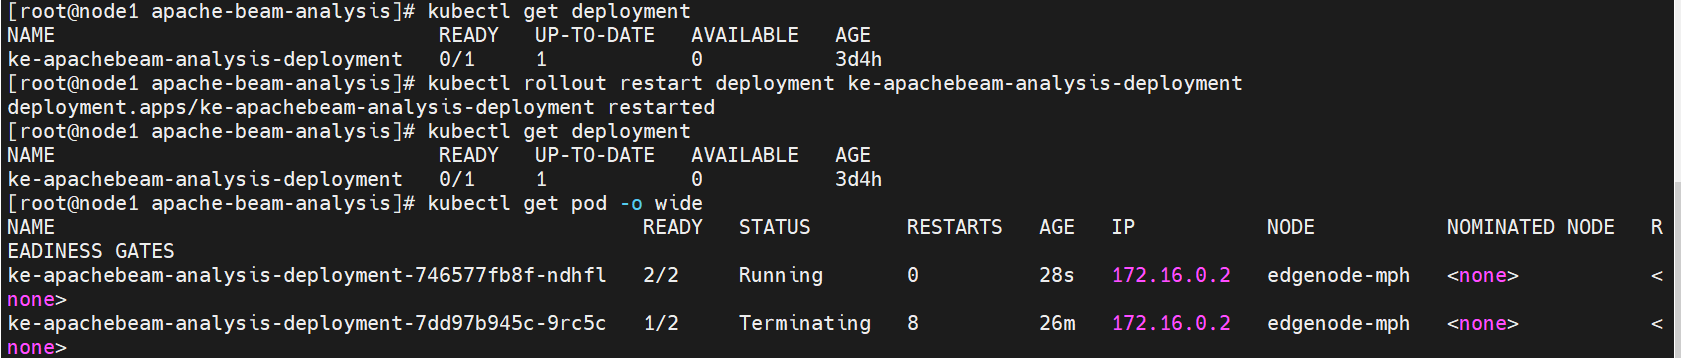 [root@node1 apache-beam-analysis]# kubectl get deployment
NAME                                READY   UP-TO-DATE   AVAILABLE   AGE
ke-apachebeam-analysis-deployment   0/1     1            0           3d4h
[root@node1 apache-beam-analysis]# kubectl rollout restart deployment ke-apachebeam-analysis-deployment
deployment.apps/ke-apachebeam-analysis-deployment restarted
[root@node1 apache-beam-analysis]# kubectl get deployment
NAME                                READY   UP-TO-DATE   AVAILABLE   AGE
ke-apachebeam-analysis-deployment   0/1     1            0           3d4h
[root@node1 apache-beam-analysis]# kubectl get pod -o wide
NAME                                                 READY   STATUS        RESTARTS   AGE   IP           NODE           NOMINATED NODE   R
EADINESS GATES
ke-apachebeam-analysis-deployment-746577fb8f-ndhfl   2/2     Running       0          28s   172.16.0.2   edgenode-mph   <none>           <
none>
ke-apachebeam-analysis-deployment-7dd97b945c-9rc5c   1/2     Terminating   8          26m   172.16.0.2   edgenode-mph   <none>           <
none>